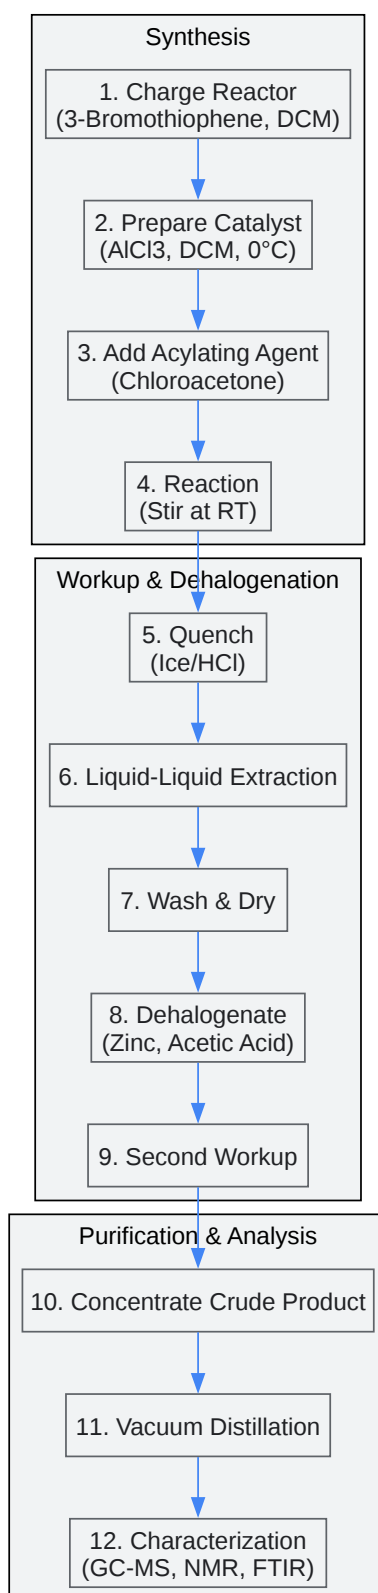 Synthesis
1. Charge Reactor
(3-Bromothiophene, DCM)
2. Prepare Catalyst
(AlCl3, DCM, 0°C)
3. Add Acylating Agent
(Chloroacetone)
4. Reaction
(Stir at RT)
Workup & Dehalogenation
5. Quench
(Ice/HCl)
6. Liquid-Liquid Extraction
7. Wash & Dry
8. Dehalogenate
(Zinc, Acetic Acid)
9. Second Workup
Purification & Analysis
10. Concentrate Crude Product
11. Vacuum Distillation
12. Characterization
(GC-MS, NMR, FTIR)